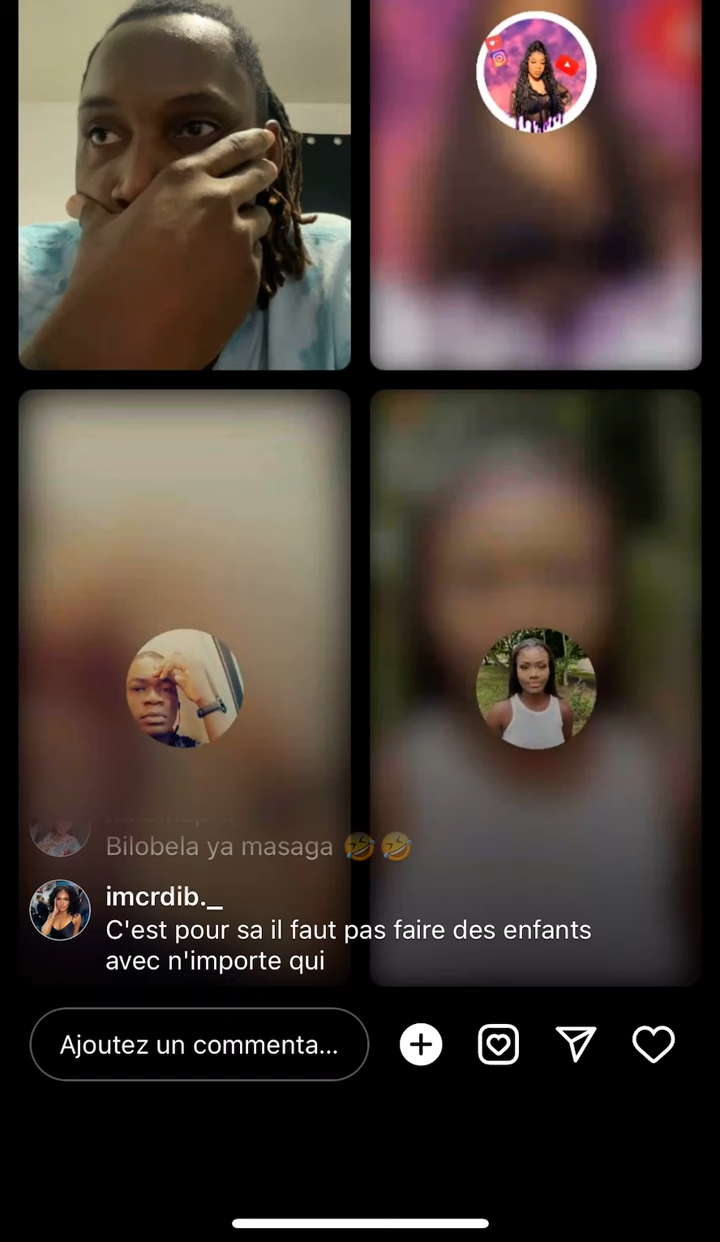 Bilobela ya masaga 🤣🤣
imcrdib._
C'est pour sa il faut pas faire des enfants
avec n'importe qui
Ajoutez un commenta...